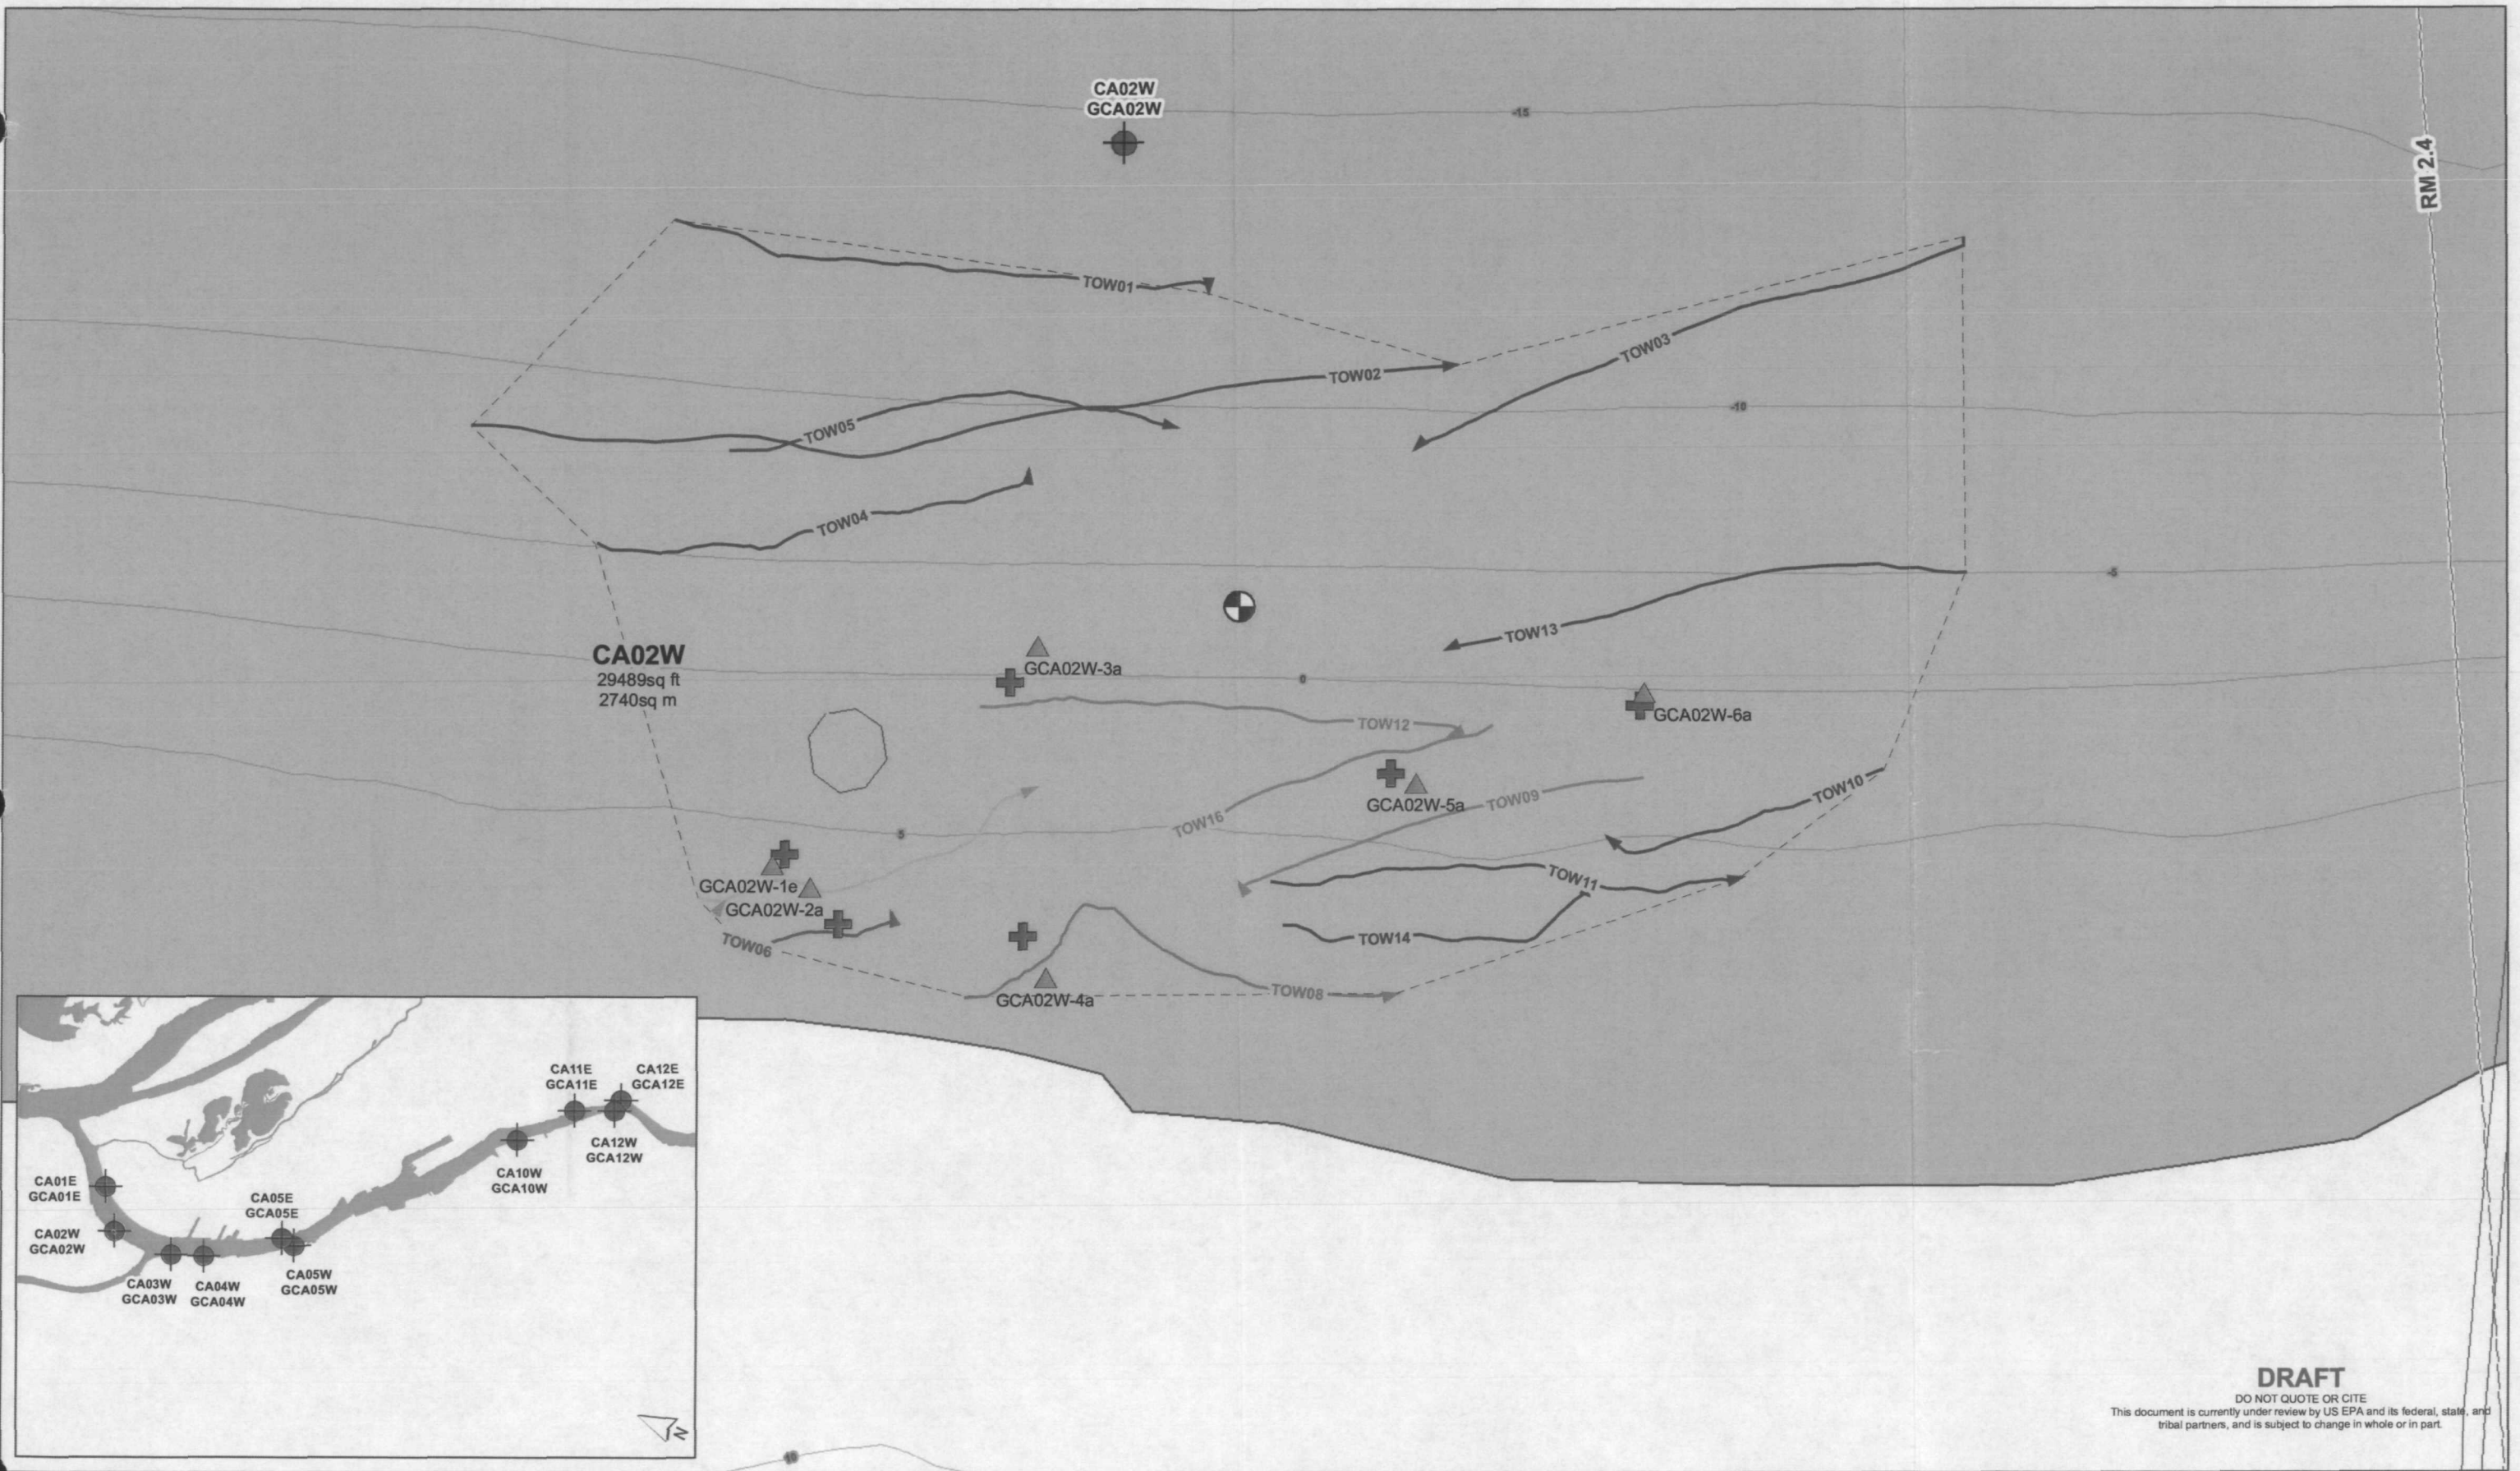 CA02W
GCA02W
-15
RM 2.4
TOW01
TOW03
TOW02
-10
TOW05
TOW04
-5
TOW13
CA02W
29489sq ft
2740sq m
GCA02W-3a
0
GCA02W-6a
TOW12
TOW10
GCA02W-5a
TOW09
TOW16
5
TOW11
GCA02W-1e
GCA02W-2a
TOW06
TOW14
GCA02W-4a
TOW08
CA11E
GCA11E
CA12E
GCA12E
CA12W
GCA12W
CA10W
GCA10W
CA01E
GCA01E
CA05E
GCA05E
CA02W
GCA02W
CA03W
GCA03W
CA04W
GCA04W
CA05W
GCA05W
N
10
DRAFT
DO NOT QUOTE OR CITE
This document is currently under review by US EPA and its federal, state, and
tribal partners, and is subject to change in whole or in part.